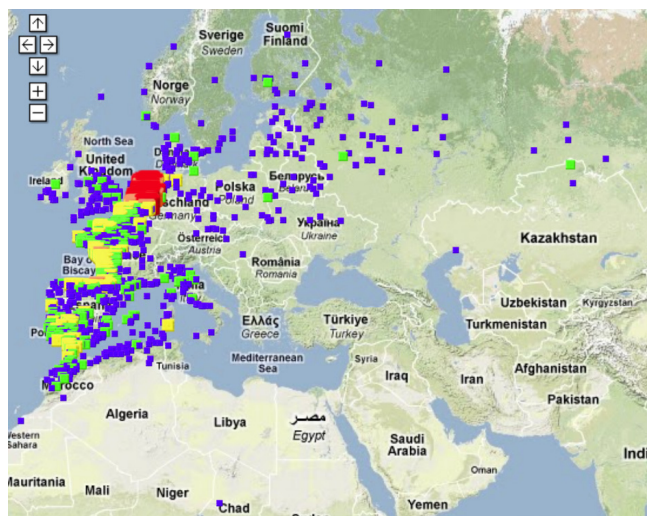 Sverige
Sweden
Suomi
Finland
Norge
Norway
North Sea
United
Kingdom
Ireland
Polska
Poland
Беларусь
Germany
Україна
Ukraine
Österreich
Austria
Bay of
Biscay
România
Romania
Kazakhstan
Uzbekistan
Kyrgyzstan
Turkmenistan
Ελλάς
Greece
Türkiye
Turkey
Mediterranean
Sea
Tunisia
Syria
Iraq
Iran
Afghanistan
Pakistan
Morocco
Algeria
Libya
مصر
Egypt
Western
Sahara
Saudi
Arabia
Oman
Indi
Mauritania
Mali
Niger
Chad
Yemen